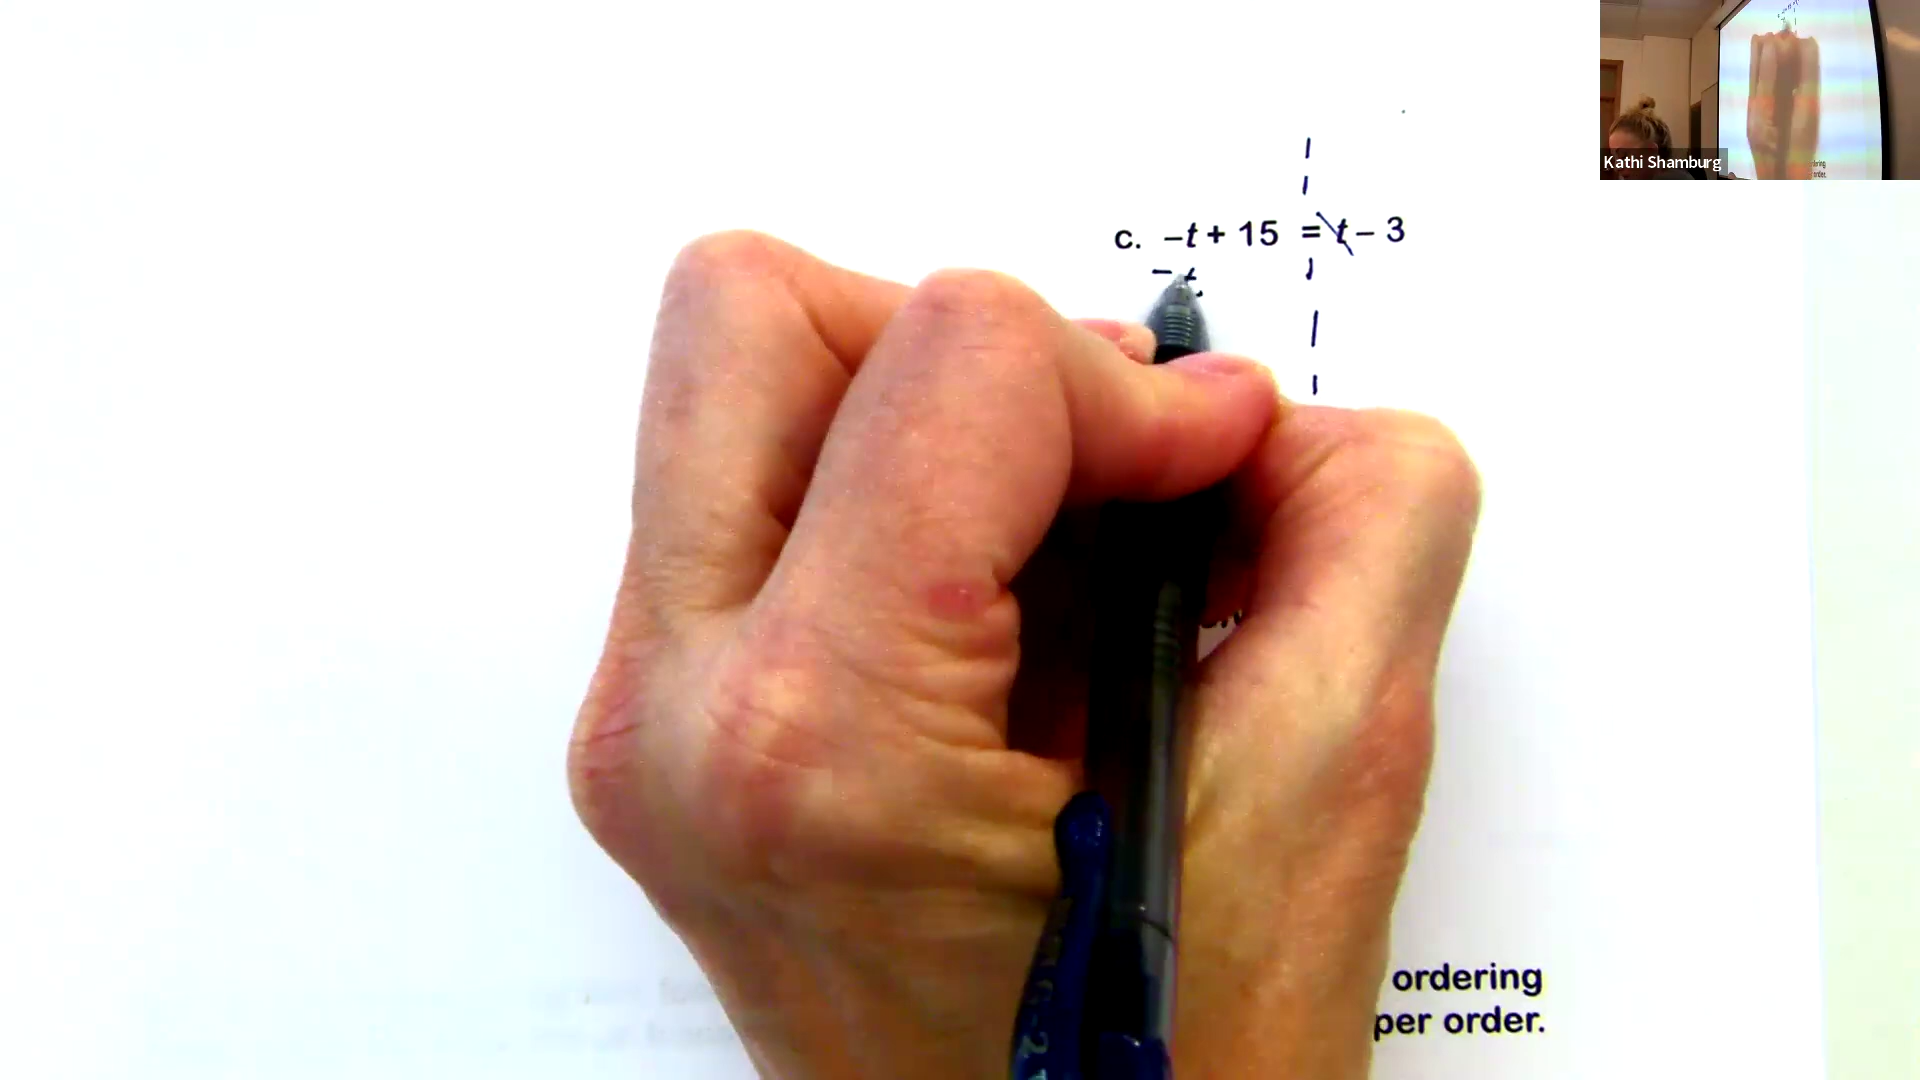 Kathi Shamburg
c. –t + 15 = t – 3
– t
ordering
per order.